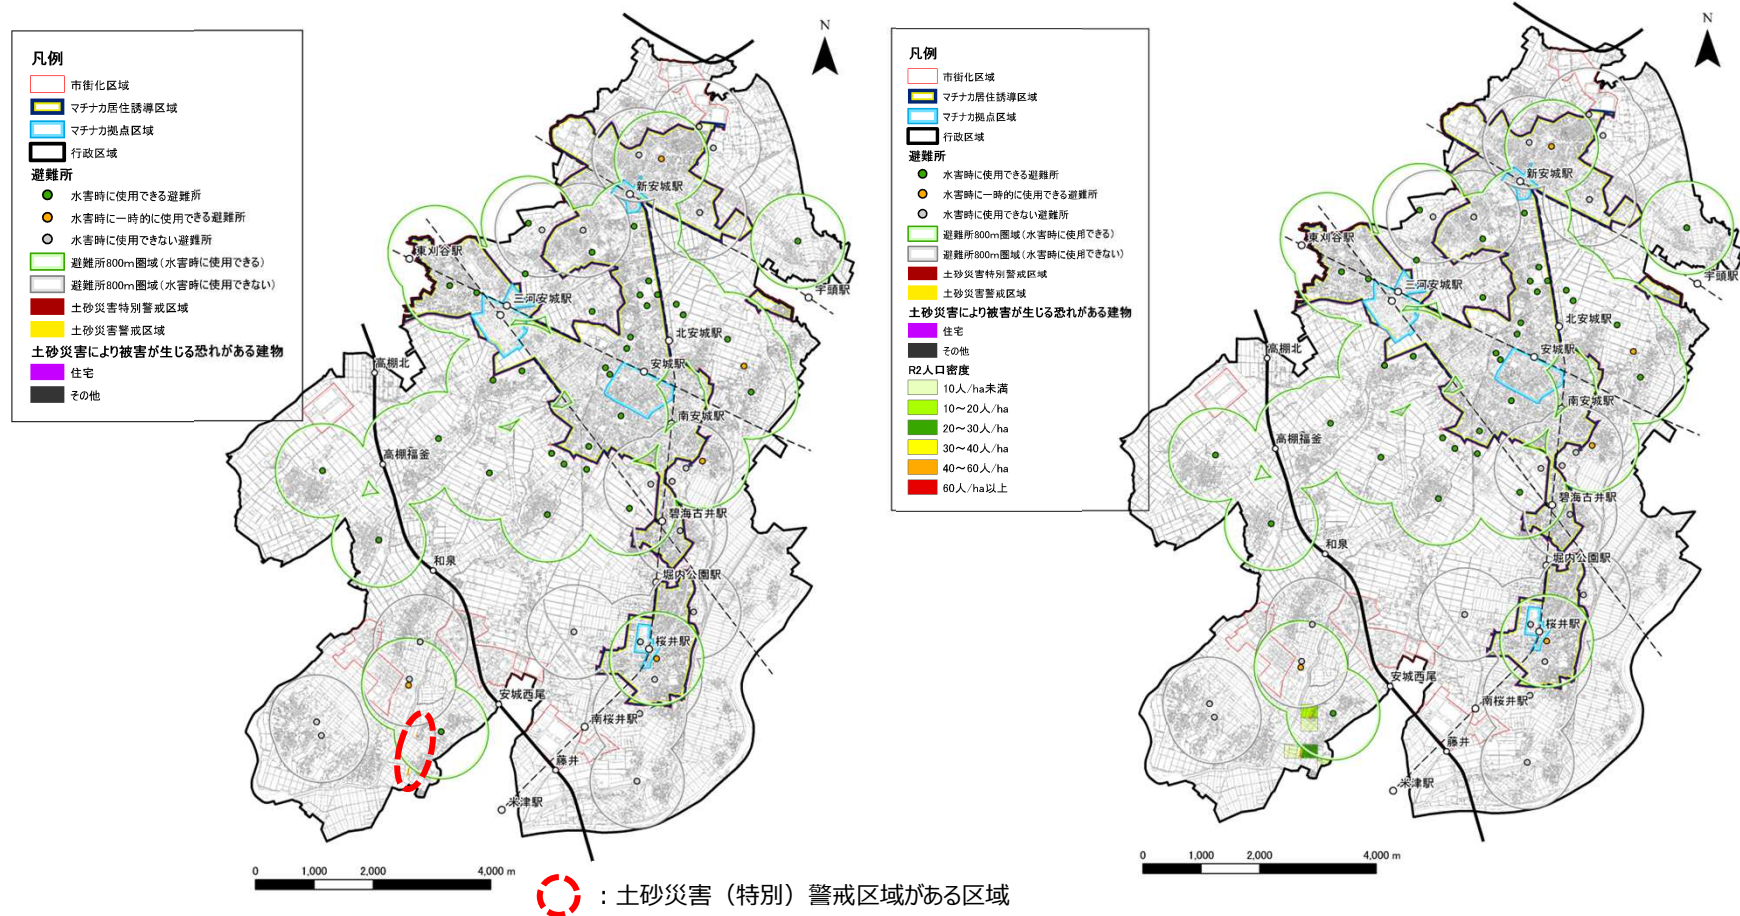 凡例
市街化区域
マチナカ居住誘導区域
マチナカ拠点区域
行政区域
避難所
水害時に使用できる避難所
水害時に一時的に使用できる避難所
水害時に使用できない避難所
避難所800m圏域（水害時に使用できる）
避難所800m圏域（水害時に使用できない）
土砂災害特別警戒区域
土砂災害警戒区域
土砂災害により被害が生じる恐れがある建物
住宅
その他
N
新安城駅
東刈谷駅
三河安城駅
宇頭駅
北安城駅
安城駅
高棚北
南安城駅
高棚福釜
碧海古井駅
和泉
堀内公園駅
桜井駅
安城西尾
南桜井駅
藤井
米津駅
0 1,000 2,000 4,000 m
凡例
市街化区域
マチナカ居住誘導区域
マチナカ拠点区域
行政区域
避難所
水害時に使用できる避難所
水害時に一時的に使用できる避難所
水害時に使用できない避難所
避難所800m圏域（水害時に使用できる）
避難所800m圏域（水害時に使用できない）
土砂災害特別警戒区域
土砂災害警戒区域
土砂災害により被害が生じる恐れがある建物
住宅
その他
R2人口密度
10人/ha未満
10～20人/ha
20～30人/ha
30～40人/ha
40～60人/ha
60人/ha以上
N
新安城駅
東刈谷駅
宇頭駅
三河安城駅
北安城駅
高棚北
安城駅
南安城駅
高棚福釜
碧海古井駅
和泉
堀内公園駅
桜井駅
安城西尾
南桜井駅
藤井
米津駅
0 1,000 2,000 4,000 m
：土砂災害（特別）警戒区域がある区域